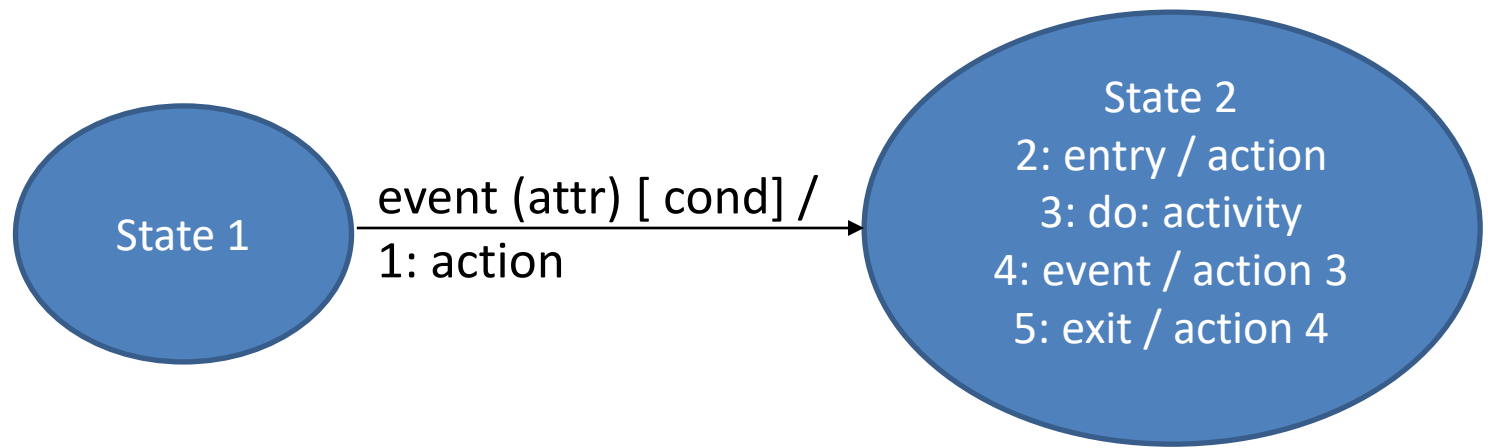 State 1
event (attr) [ cond] /
1: action
State 2
2: entry / action
3: do: activity
4: event / action 3
5: exit / action 4